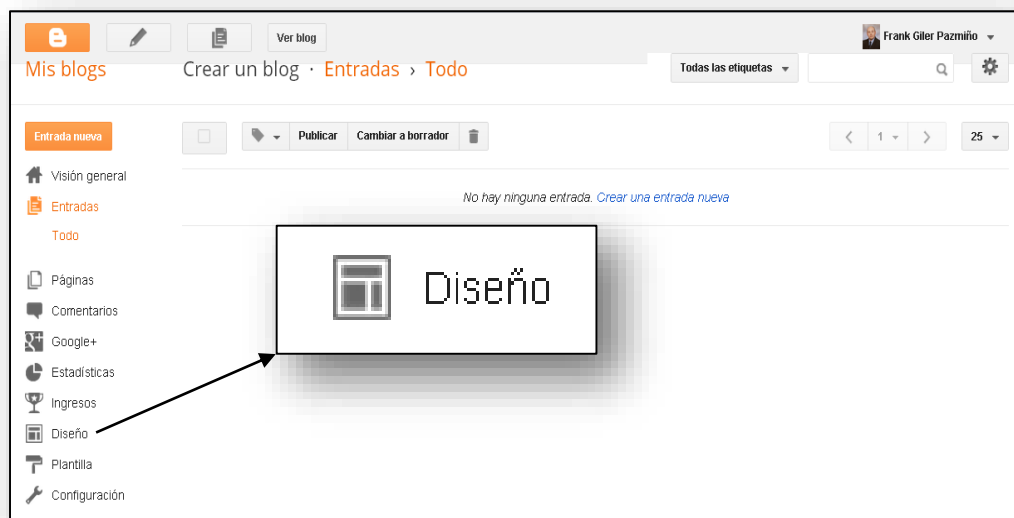 Ver blog
Frank Giler Pazmiño
Mis blogs
Crear un blog · Entradas › Todo
Todas las etiquetas
Entrada nueva
Publicar
Cambiar a borrador
1
25
Visión general
No hay ninguna entrada. Crear una entrada nueva
Entradas
Todo
Diseño
Páginas
Comentarios
Google+
Estadísticas
Ingresos
Diseño
Plantilla
Configuración